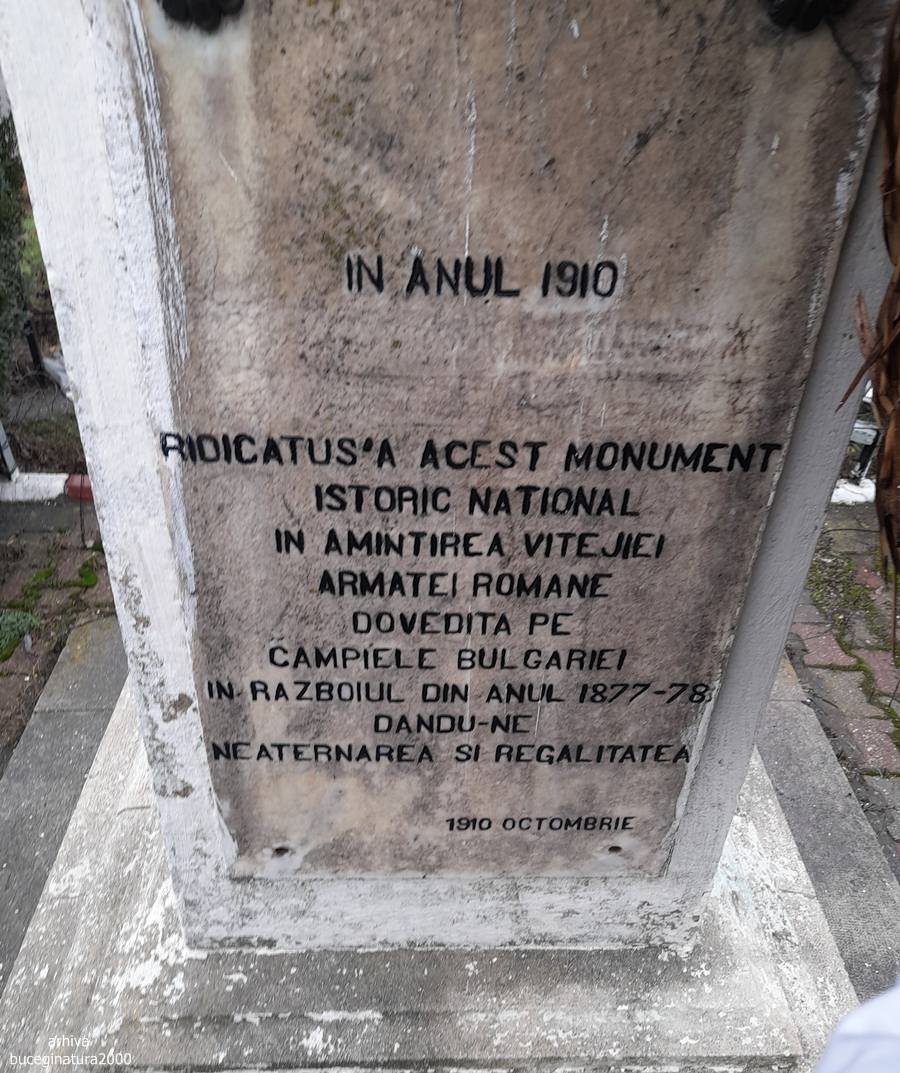 IN ANUL 1910
RIDICATUS'A ACEST MONUMENT
ISTORIC NATIONAL
IN AMINTIREA VITEJIEI
ARMATEI ROMANE
DOVEDITA PE
CAMPIELE BULGARIEI
IN RAZBOIUL DIN ANUL 1877-78
DANDU-NE
NEATERNAREA SI REGALITATEA
1910 OCTOMBRIE
arhiva
buceginatura2000